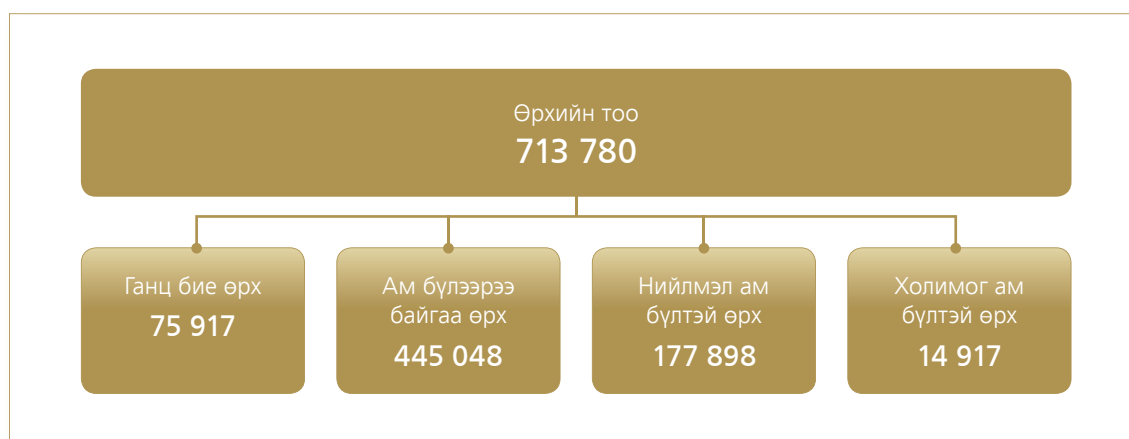 Өрхийн тоо
713 780
Ганц бие өрх
75 917
Ам бүлээрээ
байгаа өрх
445 048
Нийлмэл ам
бүлтэй өрх
177 898
Холимог ам
бүлтэй өрх
14 917